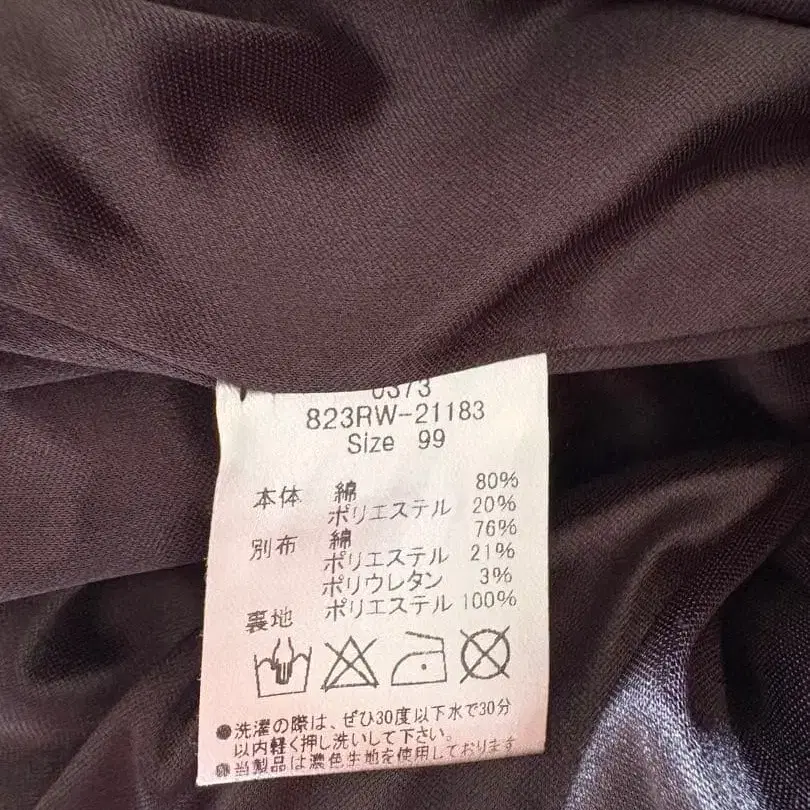 0373
823RW-21183
Size 99
本体 綿 80%
ポリエステル 20%
別布 綿 76%
ポリエステル 21%
ポリウレタン 3%
裏地 ポリエステル 100%
●洗濯の際は、ぜひ30度以下水で30分
以内軽く押し洗いして下さい。
●当製品は濃色生地を使用しております